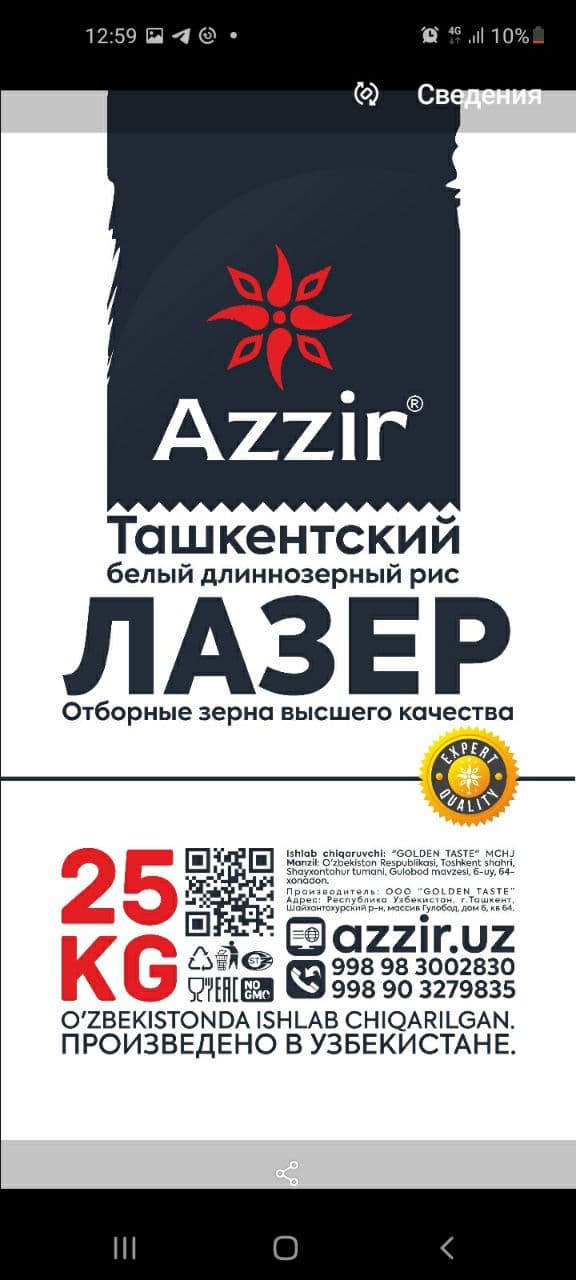 12:59
4G
10%
Сведения
Azzir®
Ташкентский
белый длиннозерный рис
ЛАЗЕР
Отборные зерна высшего качества
EXPERT
QUALITY
25
KG
Ishlab chiqaruvchi: "GOLDEN TASTE" MCHJ
Manzil: O'zbekiston Respublikasi, Toshkent shahri,
Shayxontohur tumani, Gulobod mavzesi, 6-uy, 64-
xonadon.
Производитель: ООО "GOLDEN TASTE"
Адрес: Республика Узбекистан, г.Ташкент,
Шайхантохурский р-н, массив Гулобод, дом 6, кв 64.
azzir.uz
998 98 3002830
998 90 3279835
ST
EAC
NO
GMO
O'ZBEKISTONDA ISHLAB CHIQARILGAN.
ПРОИЗВЕДЕНО В УЗБЕКИСТАНЕ.